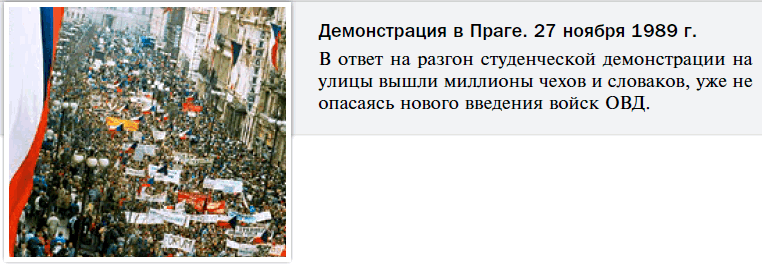 Демонстрация в Праге. 27 ноября 1989 г.
В ответ на разгон студенческой демонстрации на
улицы вышли миллионы чехов и словаков, уже не
опасаясь нового введения войск ОВД.